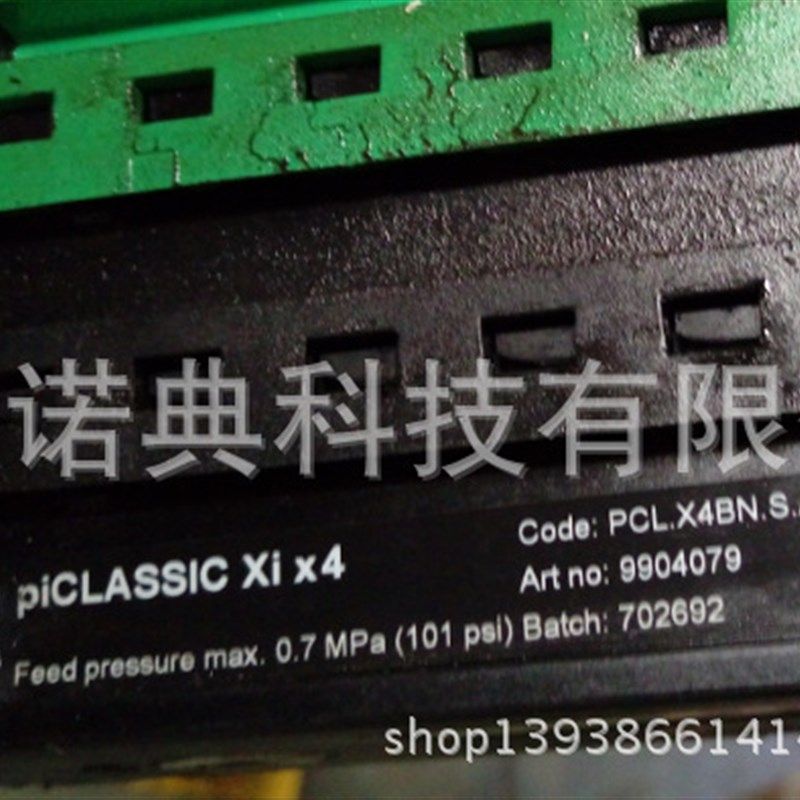 诺典科技有限
piCLASSIC Xi x4
Code: PCL.X4BN.S.
Art no: 9904079
Feed pressure max. 0.7 MPa (101 psi) Batch: 702692
shop1393866141